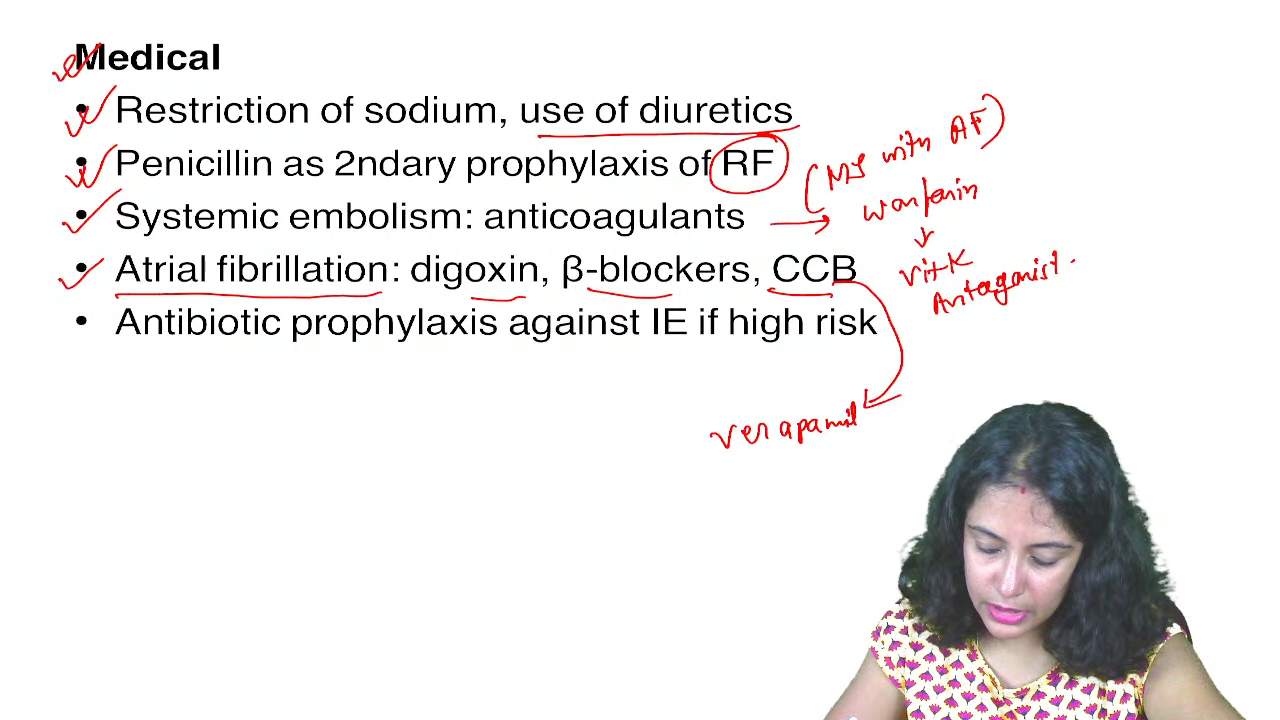 Medical
• Restriction of sodium, use of diuretics
• Penicillin as 2ndary prophylaxis of RF
• Systemic embolism: anticoagulants
• Atrial fibrillation: digoxin, β-blockers, CCB
• Antibiotic prophylaxis against IE if high risk
(MS with AF)
warfarin
vit K
Antagonist.
verapamil